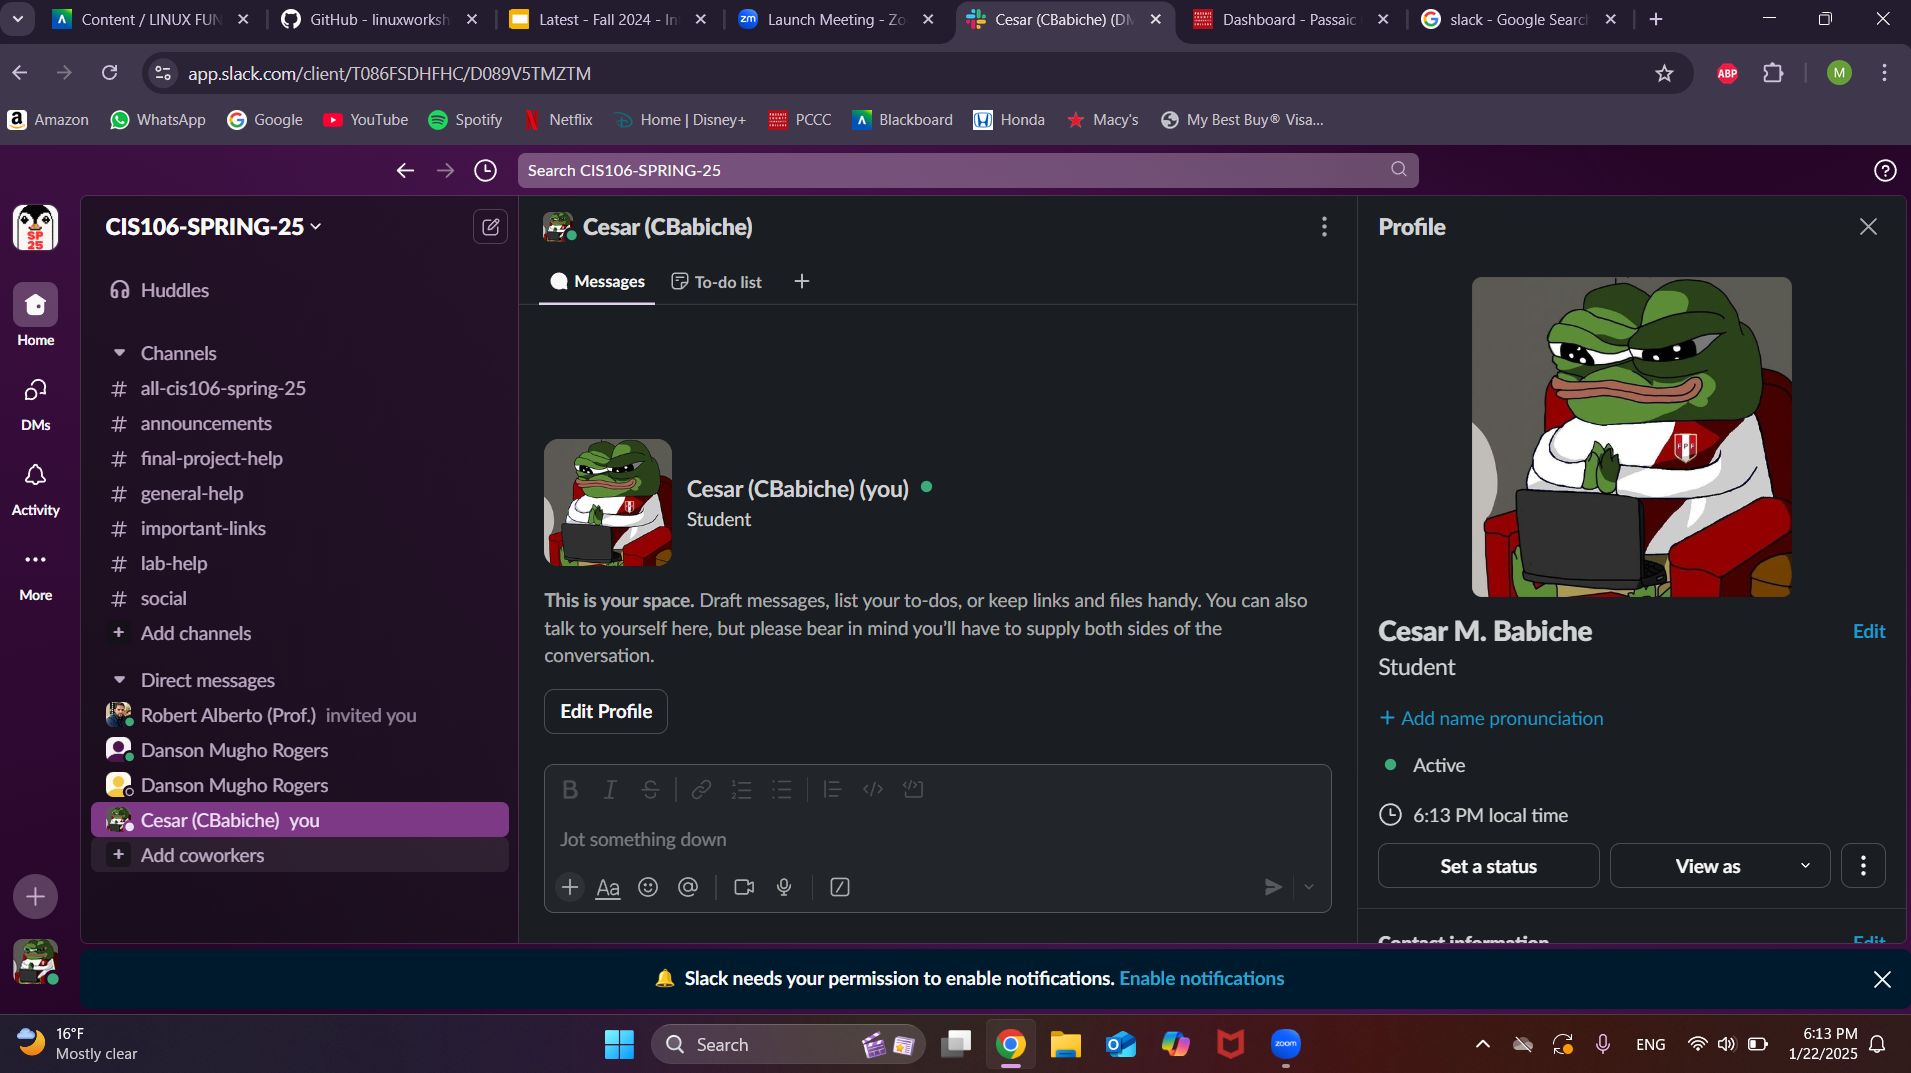 Content / LINUX FUN
GitHub - linuxworksh
Latest - Fall 2024 - In
zm Launch Meeting - Zo
Cesar (CBabiche) (DM
Dashboard - Passaic
slack - Google Search
app.slack.com/client/T086FSDHFHC/D089V5TMZTM
ABP
M
Amazon
WhatsApp
Google
YouTube
Spotify
Netflix
Home | Disney+
PCCC
Blackboard
Honda
Macy's
My Best Buy® Visa...
Search CIS106-SPRING-25
SP
25
Home
DMs
Activity
More
CIS106-SPRING-25
Huddles
Channels
# all-cis106-spring-25
# announcements
# final-project-help
# general-help
# important-links
# lab-help
# social
+ Add channels
Direct messages
Robert Alberto (Prof.) invited you
Danson Mugho Rogers
Danson Mugho Rogers
Cesar (CBabiche) you
+ Add coworkers
Cesar (CBabiche)
Messages
To-do list
Cesar (CBabiche) (you)
Student
This is your space. Draft messages, list your to-dos, or keep links and files handy. You can also
talk to yourself here, but please bear in mind you'll have to supply both sides of the
conversation.
Edit Profile
Jot something down
Aa
Profile
FPF
Cesar M. Babiche
Edit
Student
+ Add name pronunciation
Active
6:13 PM local time
Set a status
View as
Contact information
Edit
Slack needs your permission to enable notifications. Enable notifications
16°F
Mostly clear
Search
zoom
ENG
6:13 PM
1/22/2025